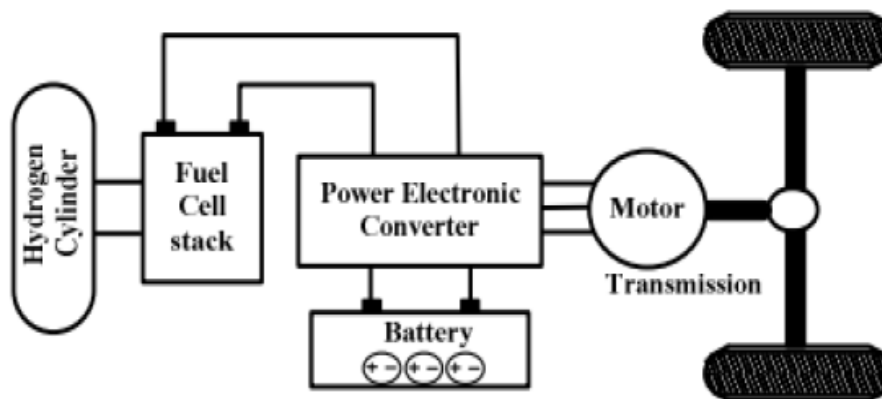 Hydrogen
Cylinder
Fuel
Cell
stack
Power Electronic
Converter
Motor
Transmission
Battery
+ - + - + -